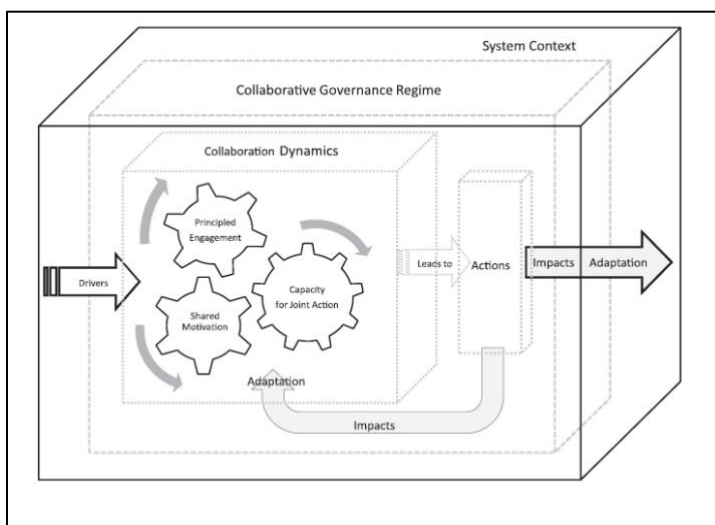 System Context
Collaborative Governance Regime
Collaboration Dynamics
Principled
Engagement
Capacity
for Joint Action
Shared
Motivation
Drivers
Leads to
Actions
Impacts
Adaptation
Adaptation
Impacts